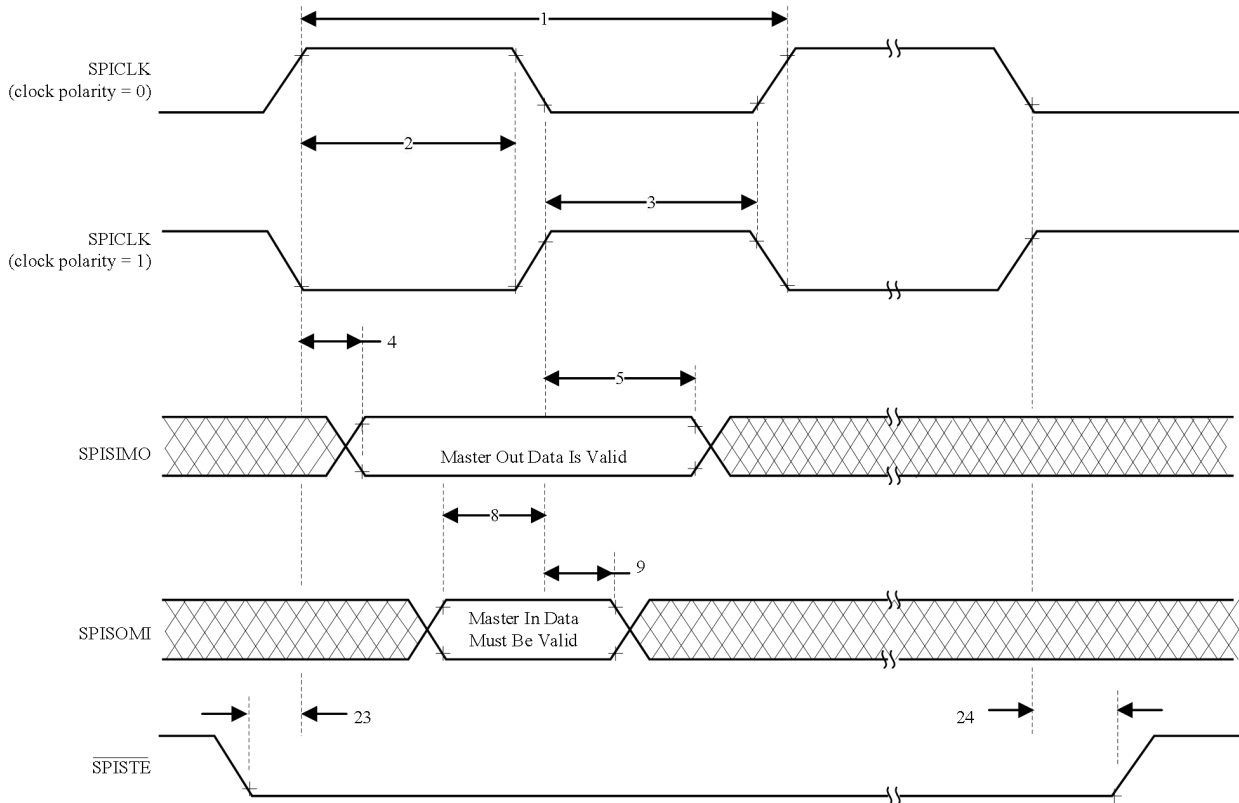 1
SPICLK
(clock polarity = 0)
2
3
SPICLK
(clock polarity = 1)
4
5
SPISIMO
Master Out Data Is Valid
8
9
SPISOMI
Master In Data
Must Be Valid
23
24
SPISTE